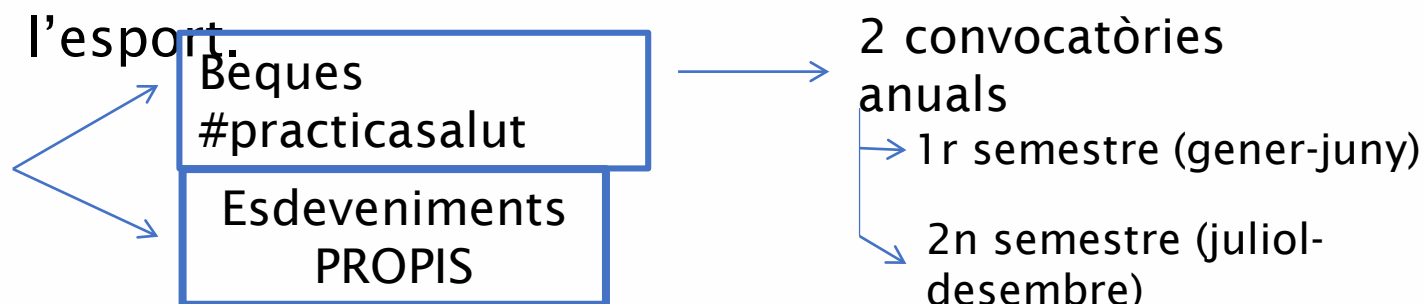 l’esport.
Beques
#practicasalut
Esdeveniments
PROPIS
2 convocatòries
anuals
1r semestre (gener-juny)
2n semestre (juliol-
desembre)